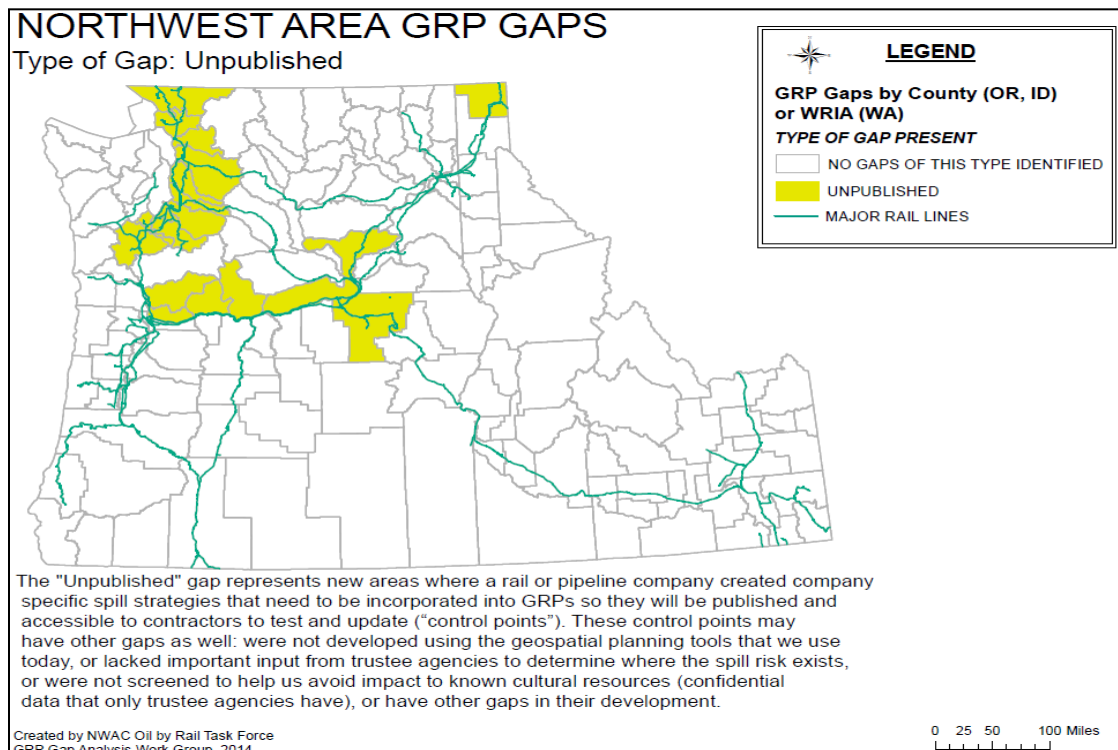 NORTHWEST AREA GRP GAPS
Type of Gap: Unpublished
LEGEND
GRP Gaps by County (OR, ID)
or WRIA (WA)
TYPE OF GAP PRESENT
NO GAPS OF THIS TYPE IDENTIFIED
UNPUBLISHED
MAJOR RAIL LINES
The "Unpublished" gap represents new areas where a rail or pipeline company created company
specific spill strategies that need to be incorporated into GRPs so they will be published and
accessible to contractors to test and update (“control points”). These control points may
have other gaps as well: were not developed using the geospatial planning tools that we use
today, or lacked important input from trustee agencies to determine where the spill risk exists,
or were not screened to help us avoid impact to known cultural resources (confidential
data that only trustee agencies have), or have other gaps in their development.
Created by NWAC Oil by Rail Task Force
GRP Gap Analysis Work Group, 2014
0 25 50 100 Miles